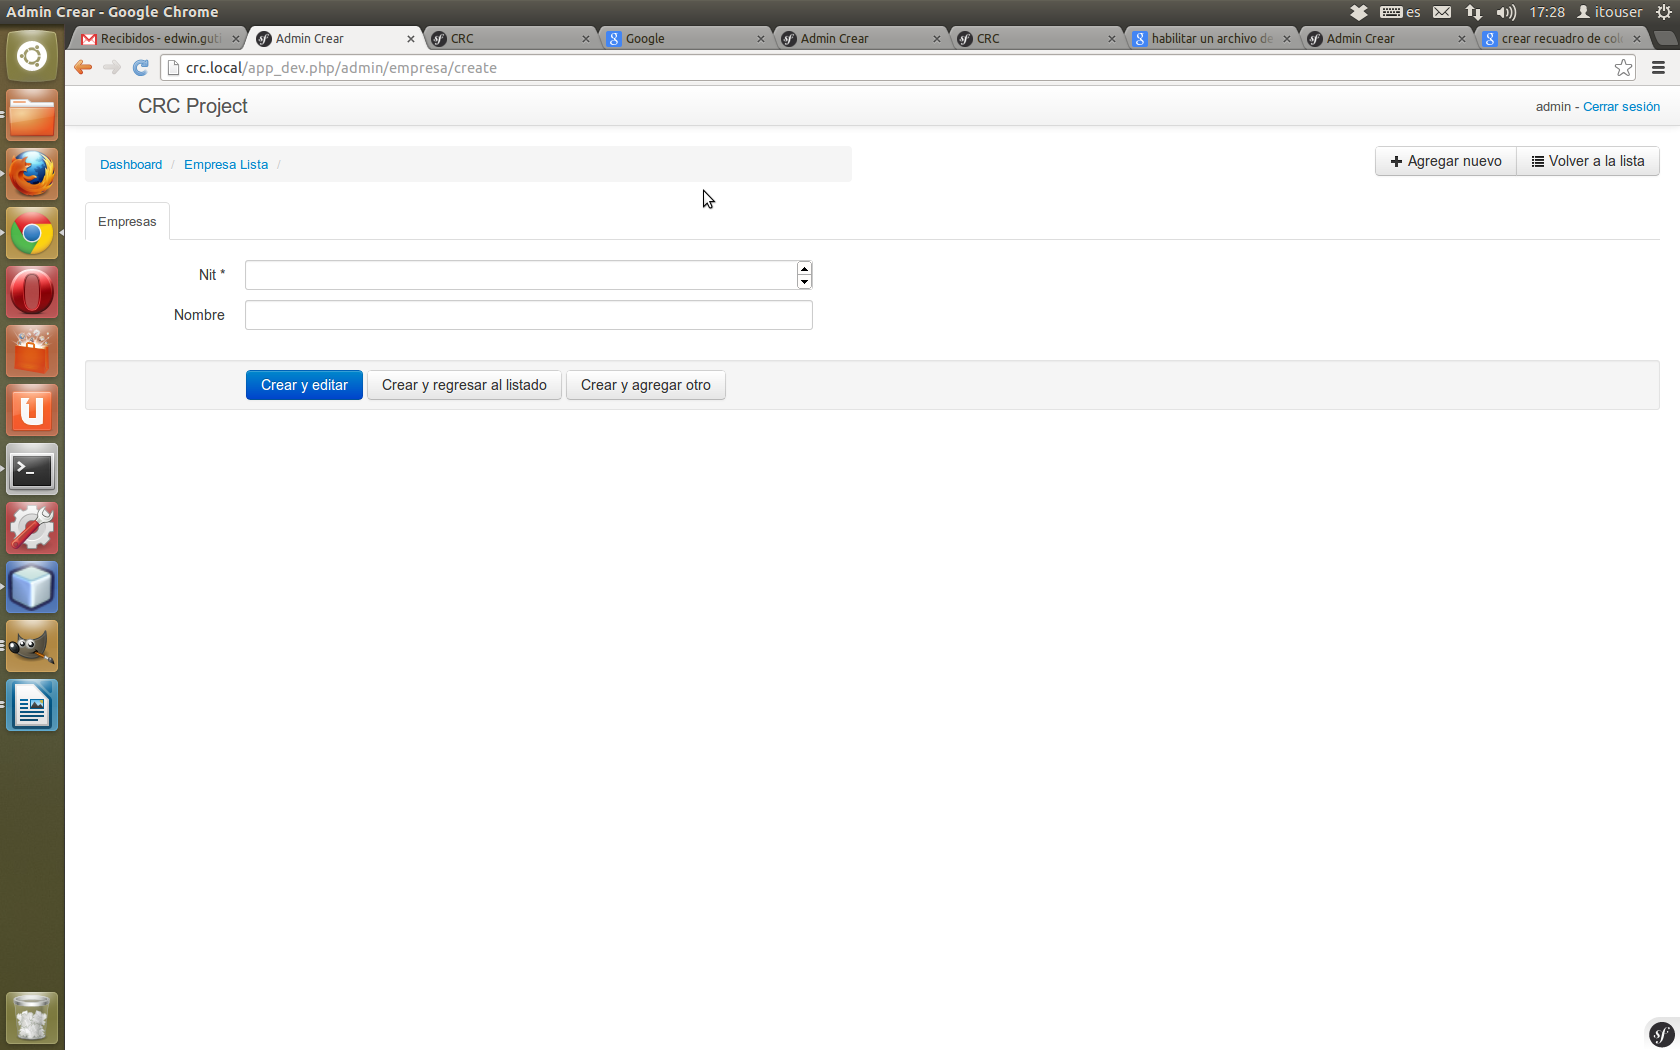 Admin Crear - Google Chrome
es 17:28 itouser
Recibidos - edwin.guti Admin Crear CRC Google Admin Crear CRC habilitar un archivo de Admin Crear crear recuadro de col
crc.local/app_dev.php/admin/empresa/create
CRC Project
admin - Cerrar sesión
Dashboard / Empresa Lista /
Agregar nuevo Volver a la lista
Empresas
Nit *
Nombre
Crear y editar Crear y regresar al listado Crear y agregar otro